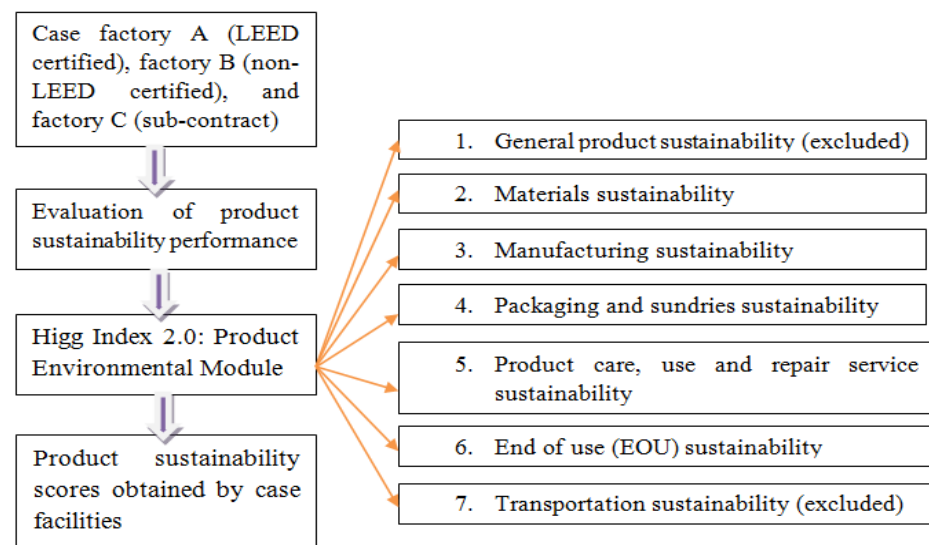 Case factory A (LEED
certified), factory B (non-
LEED certified), and
factory C (sub-contract)
Evaluation of product
sustainability performance
Higg Index 2.0: Product
Environmental Module
Product sustainability
scores obtained by case
facilities
1. General product sustainability (excluded)
2. Materials sustainability
3. Manufacturing sustainability
4. Packaging and sundries sustainability
5. Product care, use and repair service
sustainability
6. End of use (EOU) sustainability
7. Transportation sustainability (excluded)